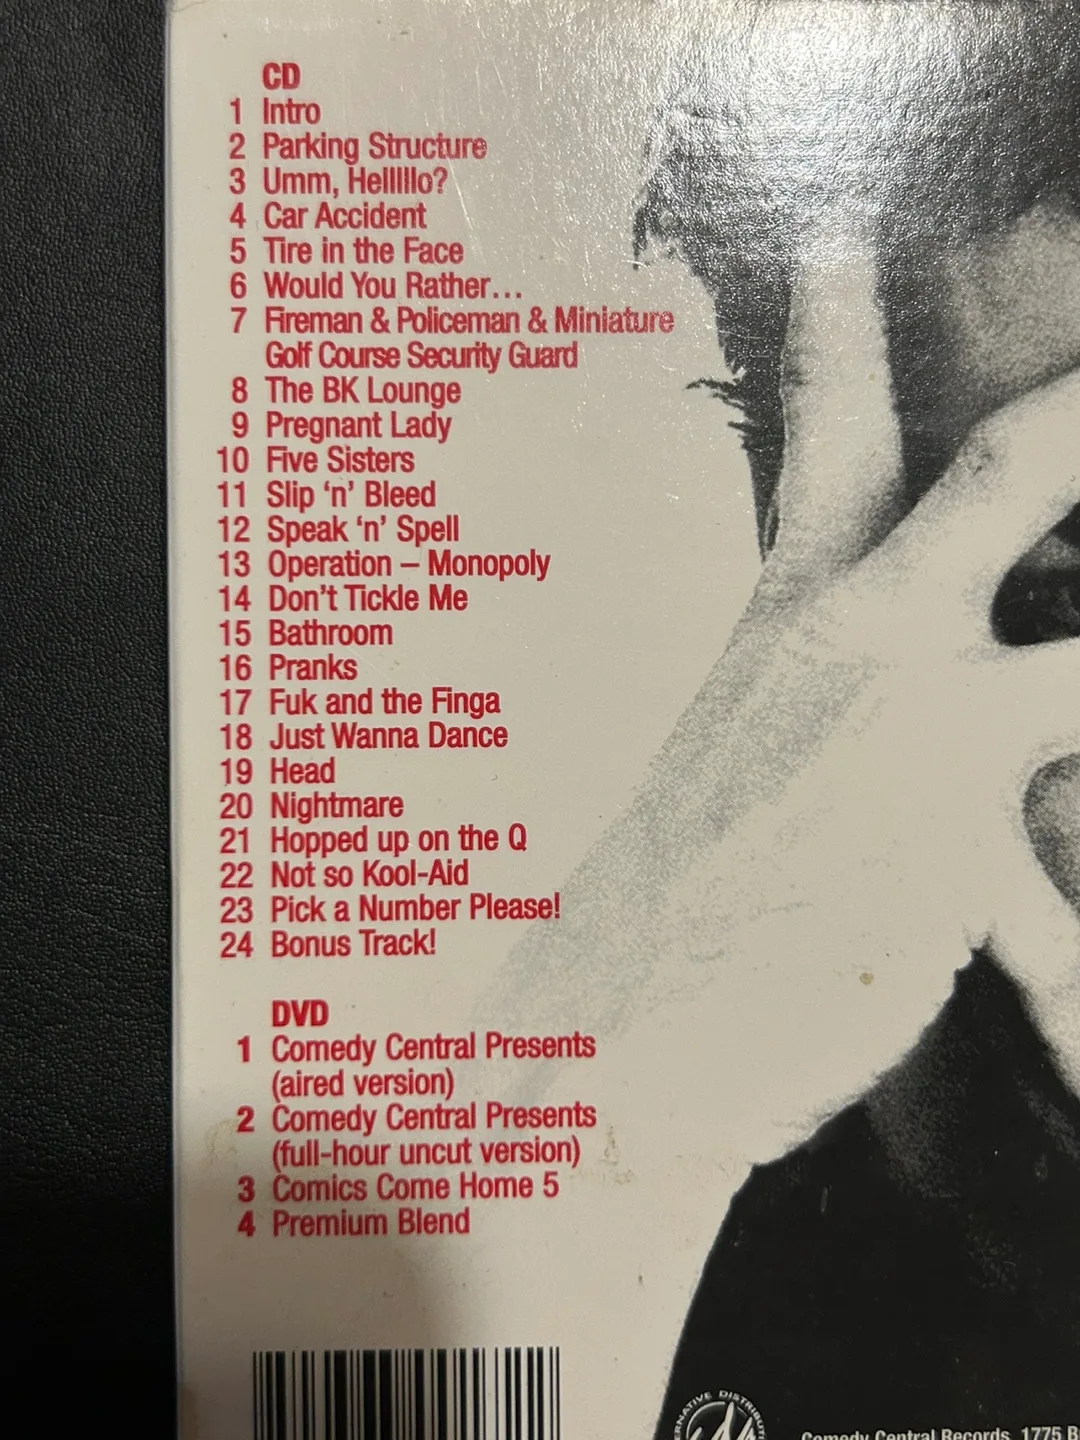 CD
1 Intro
2 Parking Structure
3 Umm, Hellllllo?
4 Car Accident
5 Tire in the Face
6 Would You Rather...
7 Fireman & Policeman & Miniature
Golf Course Security Guard
8 The BK Lounge
9 Pregnant Lady
10 Five Sisters
11 Slip ‘n’ Bleed
12 Speak ‘n’ Spell
13 Operation – Monopoly
14 Don’t Tickle Me
15 Bathroom
16 Pranks
17 Fuk and the Finga
18 Just Wanna Dance
19 Head
20 Nightmare
21 Hopped up on the Q
22 Not so Kool-Aid
23 Pick a Number Please!
24 Bonus Track!
DVD
1 Comedy Central Presents
(aired version)
2 Comedy Central Presents
(full-hour uncut version)
3 Comics Come Home 5
4 Premium Blend
Comedy Central Records, 1775 B